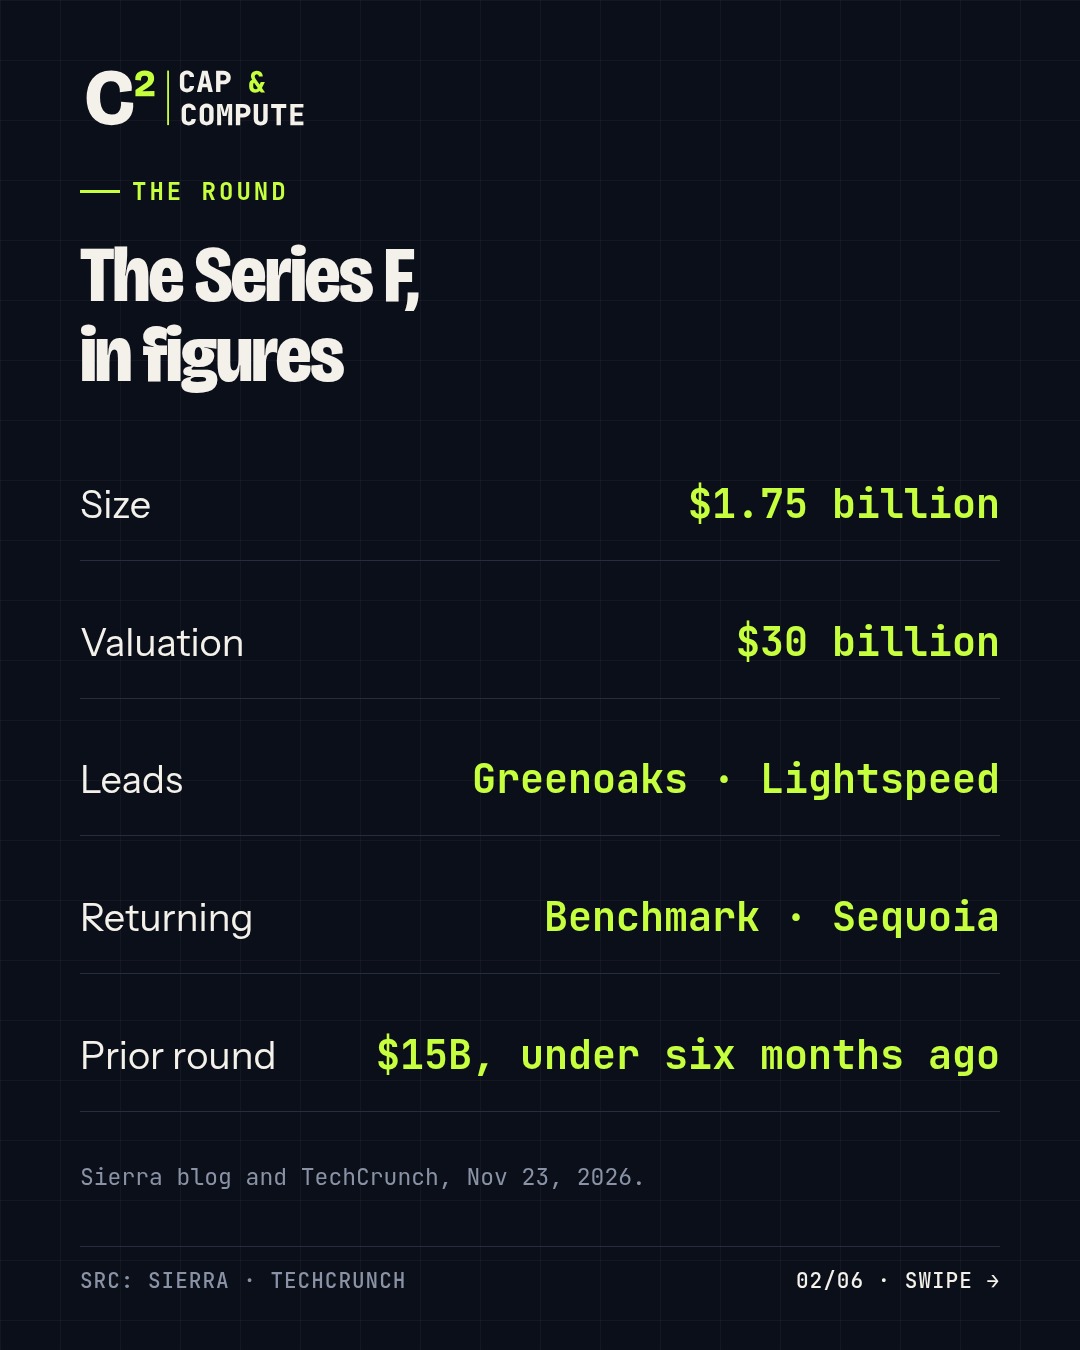 C²
CAP &
COMPUTE
THE ROUND
The Series F,
in figures
Size $1.75 billion
Valuation $30 billion
Leads Greenoaks · Lightspeed
Returning Benchmark · Sequoia
Prior round $15B, under six months ago
Sierra blog and TechCrunch, Nov 23, 2026.
SRC: SIERRA · TECHCRUNCH 02/06 · SWIPE →